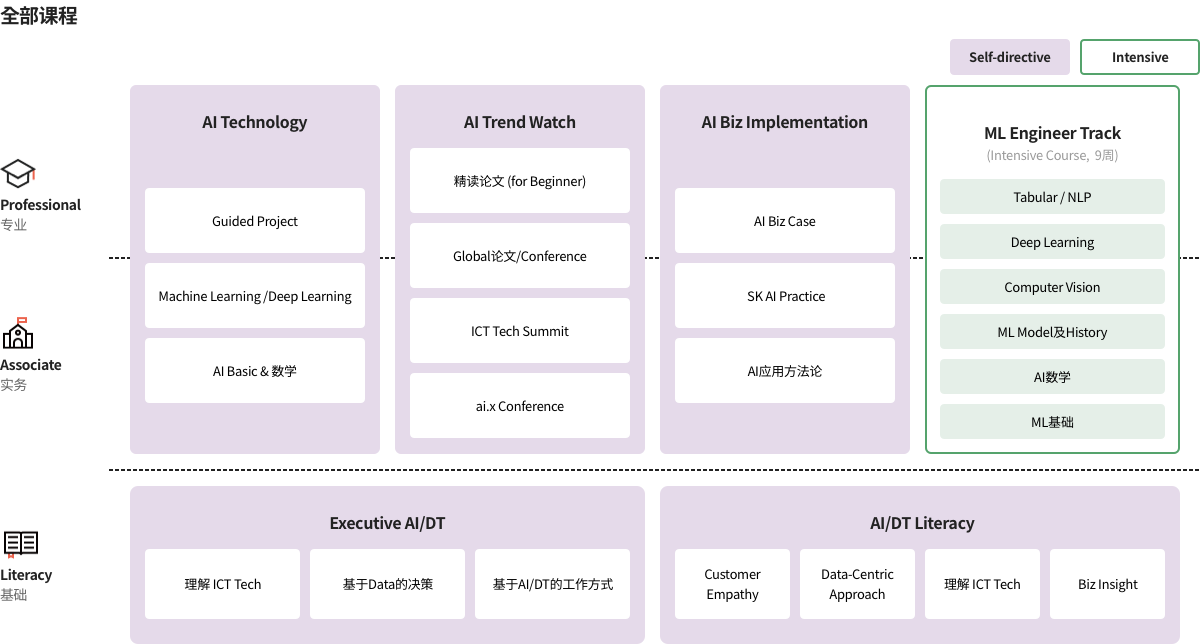 全部课程
Self-directive
Intensive
Professional
专业
Associate
实务
Literacy
基础
AI Technology
Guided Project
Machine Learning /Deep Learning
AI Basic & 数学
AI Trend Watch
精读论文 (for Beginner)
Global论文/Conference
ICT Tech Summit
ai.x Conference
AI Biz Implementation
AI Biz Case
SK AI Practice
AI应用方法论
ML Engineer Track
(Intensive Course, 9周)
Tabular / NLP
Deep Learning
Computer Vision
ML Model及History
AI数学
ML基础
Executive AI/DT
理解 ICT Tech
基于Data的决策
基于AI/DT的工作方式
AI/DT Literacy
Customer
Empathy
Data-Centric
Approach
理解 ICT Tech
Biz Insight